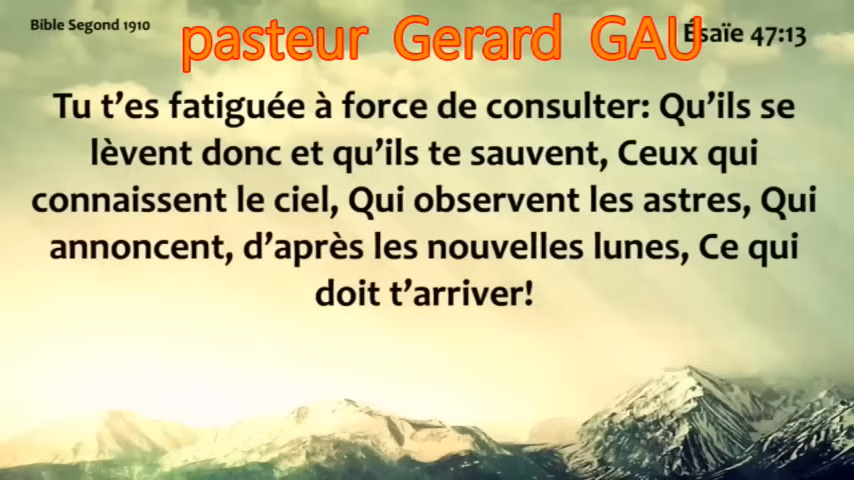 Bible Segond 1910
pasteur Gerard GAU
Ésaïe 47:13
Tu t’es fatiguée à force de consulter: Qu’ils se
lèvent donc et qu’ils te sauvent, Ceux qui
connaissent le ciel, Qui observent les astres, Qui
annoncent, d’après les nouvelles lunes, Ce qui
doit t’arriver!